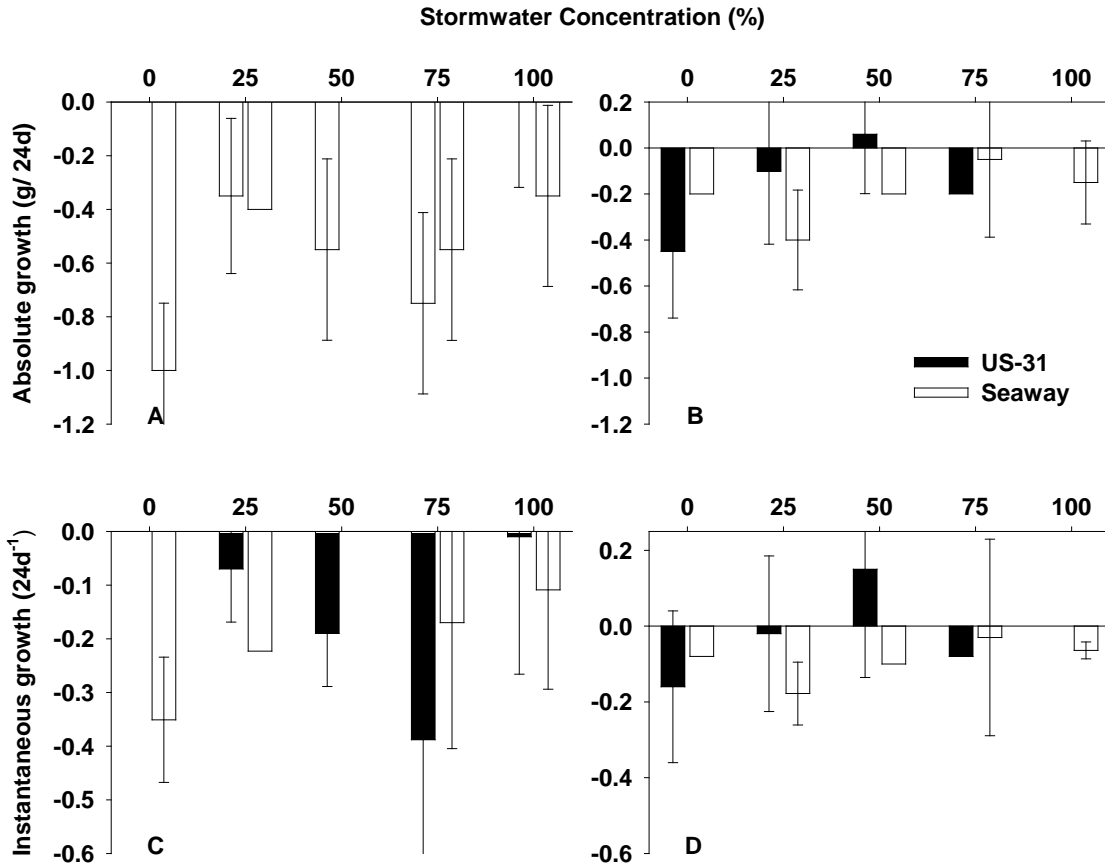 Stormwater Concentration (%)
0 25 50 75 100
0 25 50 75 100
Absolute growth (g/ 24d)
0.0
-0.2
-0.4
-0.6
-0.8
-1.0
-1.2
A
0.2
0.0
-0.2
-0.4
-0.6
-0.8
-1.0
-1.2
US-31
Seaway
B
0 25 50 75 100
0 25 50 75 100
Instantaneous growth (24d⁻¹)
0.0
-0.1
-0.2
-0.3
-0.4
-0.5
-0.6
C
0.2
0.0
-0.2
-0.4
-0.6
D